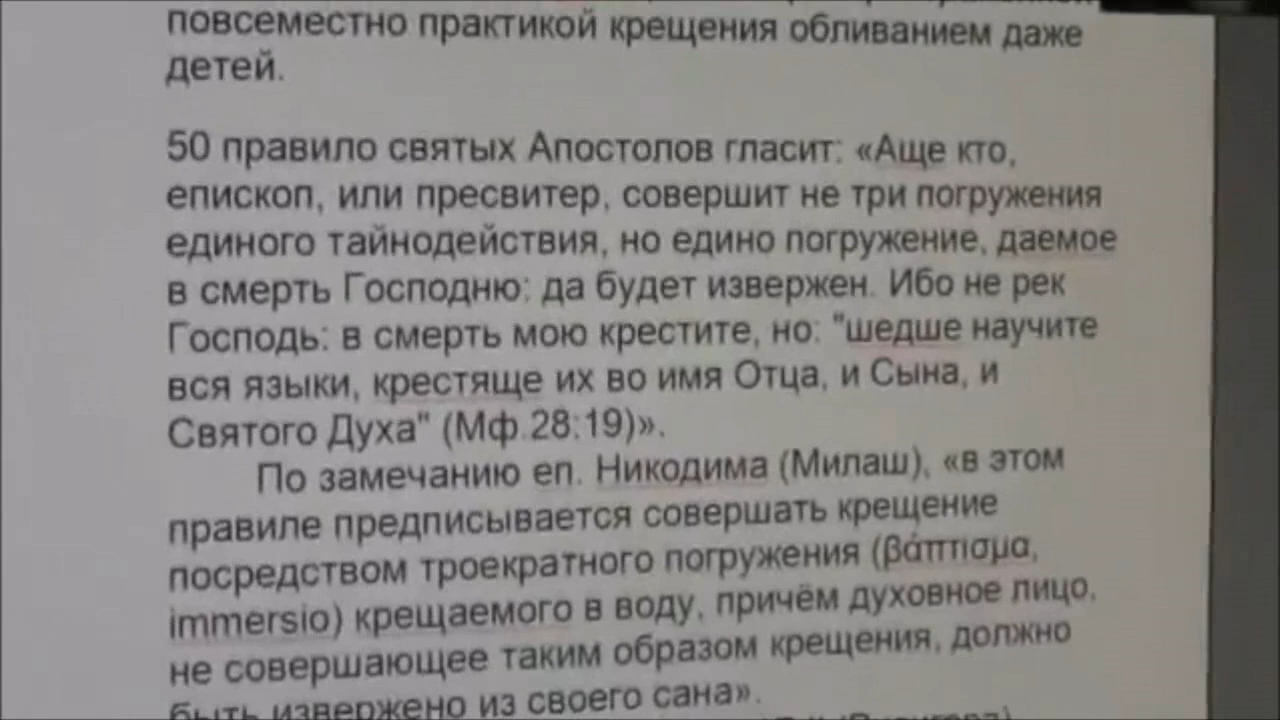 повсеместно практикой крещения обливанием даже
детей.
50 правило святых Апостолов гласит: «Аще кто,
епископ, или пресвитер, совершит не три погружения
единого тайнодействия, но едино погружение, даемое
в смерть Господню: да будет извержен. Ибо не рек
Господь: в смерть мою крестите, но: "шедше научите
вся языки, крестяще их во имя Отца, и Сына, и
Святого Духа" (Мф.28:19)».
По замечанию еп. Никодима (Милаш), «в этом
правиле предписывается совершать крещение
посредством троекратного погружения (βάπτισμα,
immersio) крещаемого в воду, причём духовное лицо,
не совершающее таким образом крещения, должно
быть извержено из своего сана».